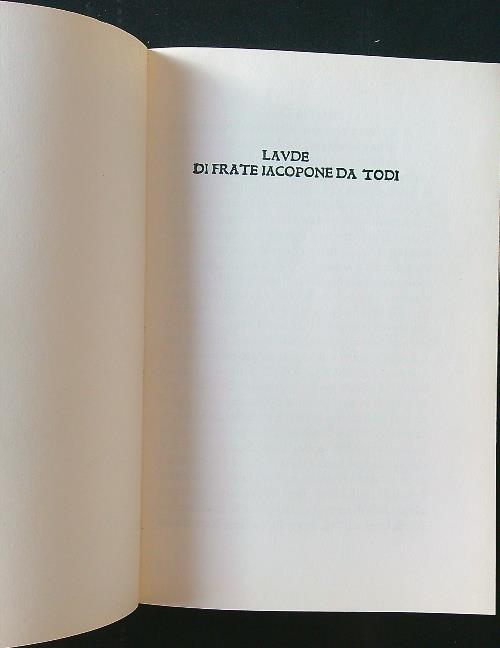 LAVDE
DI FRATE IACOPONE DA TODI